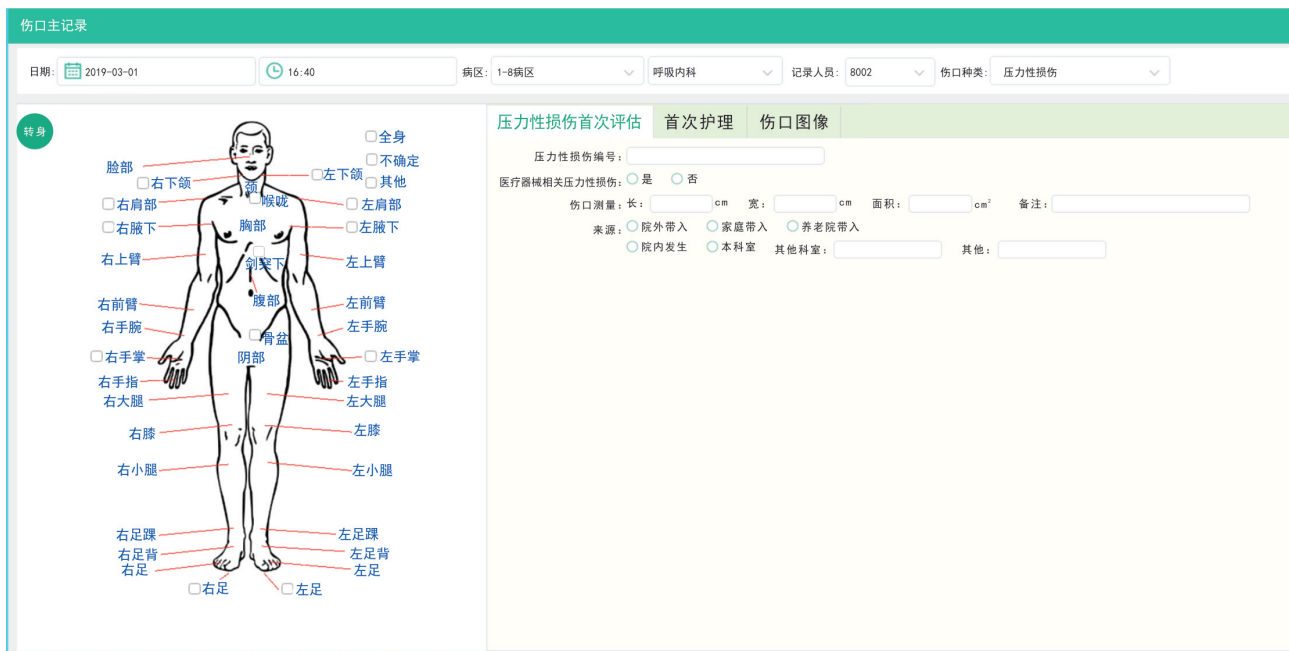 伤口主记录
日期: 2019-03-01 16:40 病区: 1-8病区 呼吸内科 记录人员: 8002 伤口种类: 压力性损伤
转身
全身
不确定
其他
脸部
右下颌
左下颌
颈
喉咙
右肩部
左肩部
右腋下
胸部
左腋下
右上臂
剑突下
左上臂
右前臂
腹部
左前臂
右手腕
骨盆
左手腕
右手掌
阴部
左手掌
右手指
左手指
右大腿
左大腿
右膝
左膝
右小腿
左小腿
右足踝
左足踝
右足背
左足背
右足
左足
右足
左足
压力性损伤首次评估 首次护理 伤口图像
压力性损伤编号:
医疗器械相关压力性损伤: 是 否
伤口测量: 长: cm 宽: cm 面积: cm² 备注:
来源: 院外带入 家庭带入 养老院带入
院内发生 本科室 其他科室: 其他: